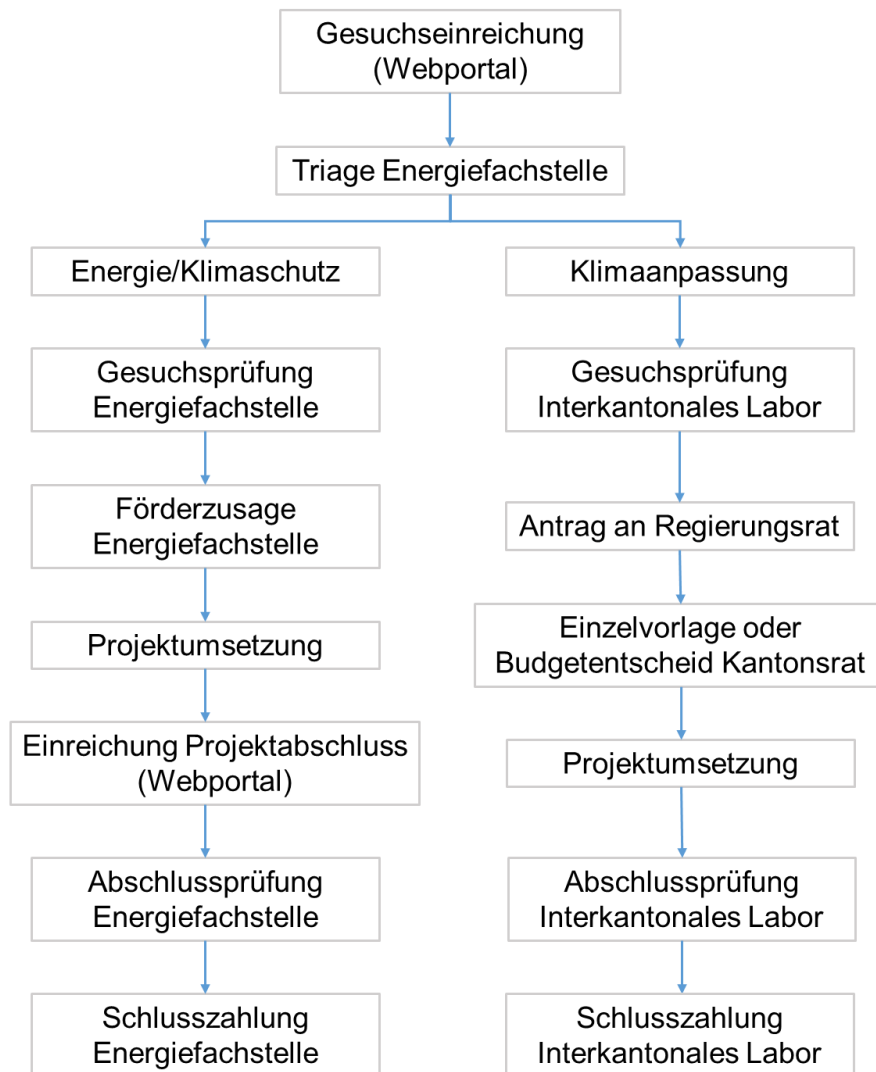 Gesuchseinreichung
(Webportal)
Triage Energiefachstelle
Energie/Klimaschutz
Klimaanpassung
Gesuchsprüfung
Energiefachstelle
Gesuchsprüfung
Interkantonales Labor
Förderzusage
Energiefachstelle
Antrag an Regierungsrat
Projektumsetzung
Einzelvorlage oder
Budgetentscheid Kantonsrat
Einreichung Projektabschluss
(Webportal)
Projektumsetzung
Abschlussprüfung
Energiefachstelle
Abschlussprüfung
Interkantonales Labor
Schlusszahlung
Energiefachstelle
Schlusszahlung
Interkantonales Labor